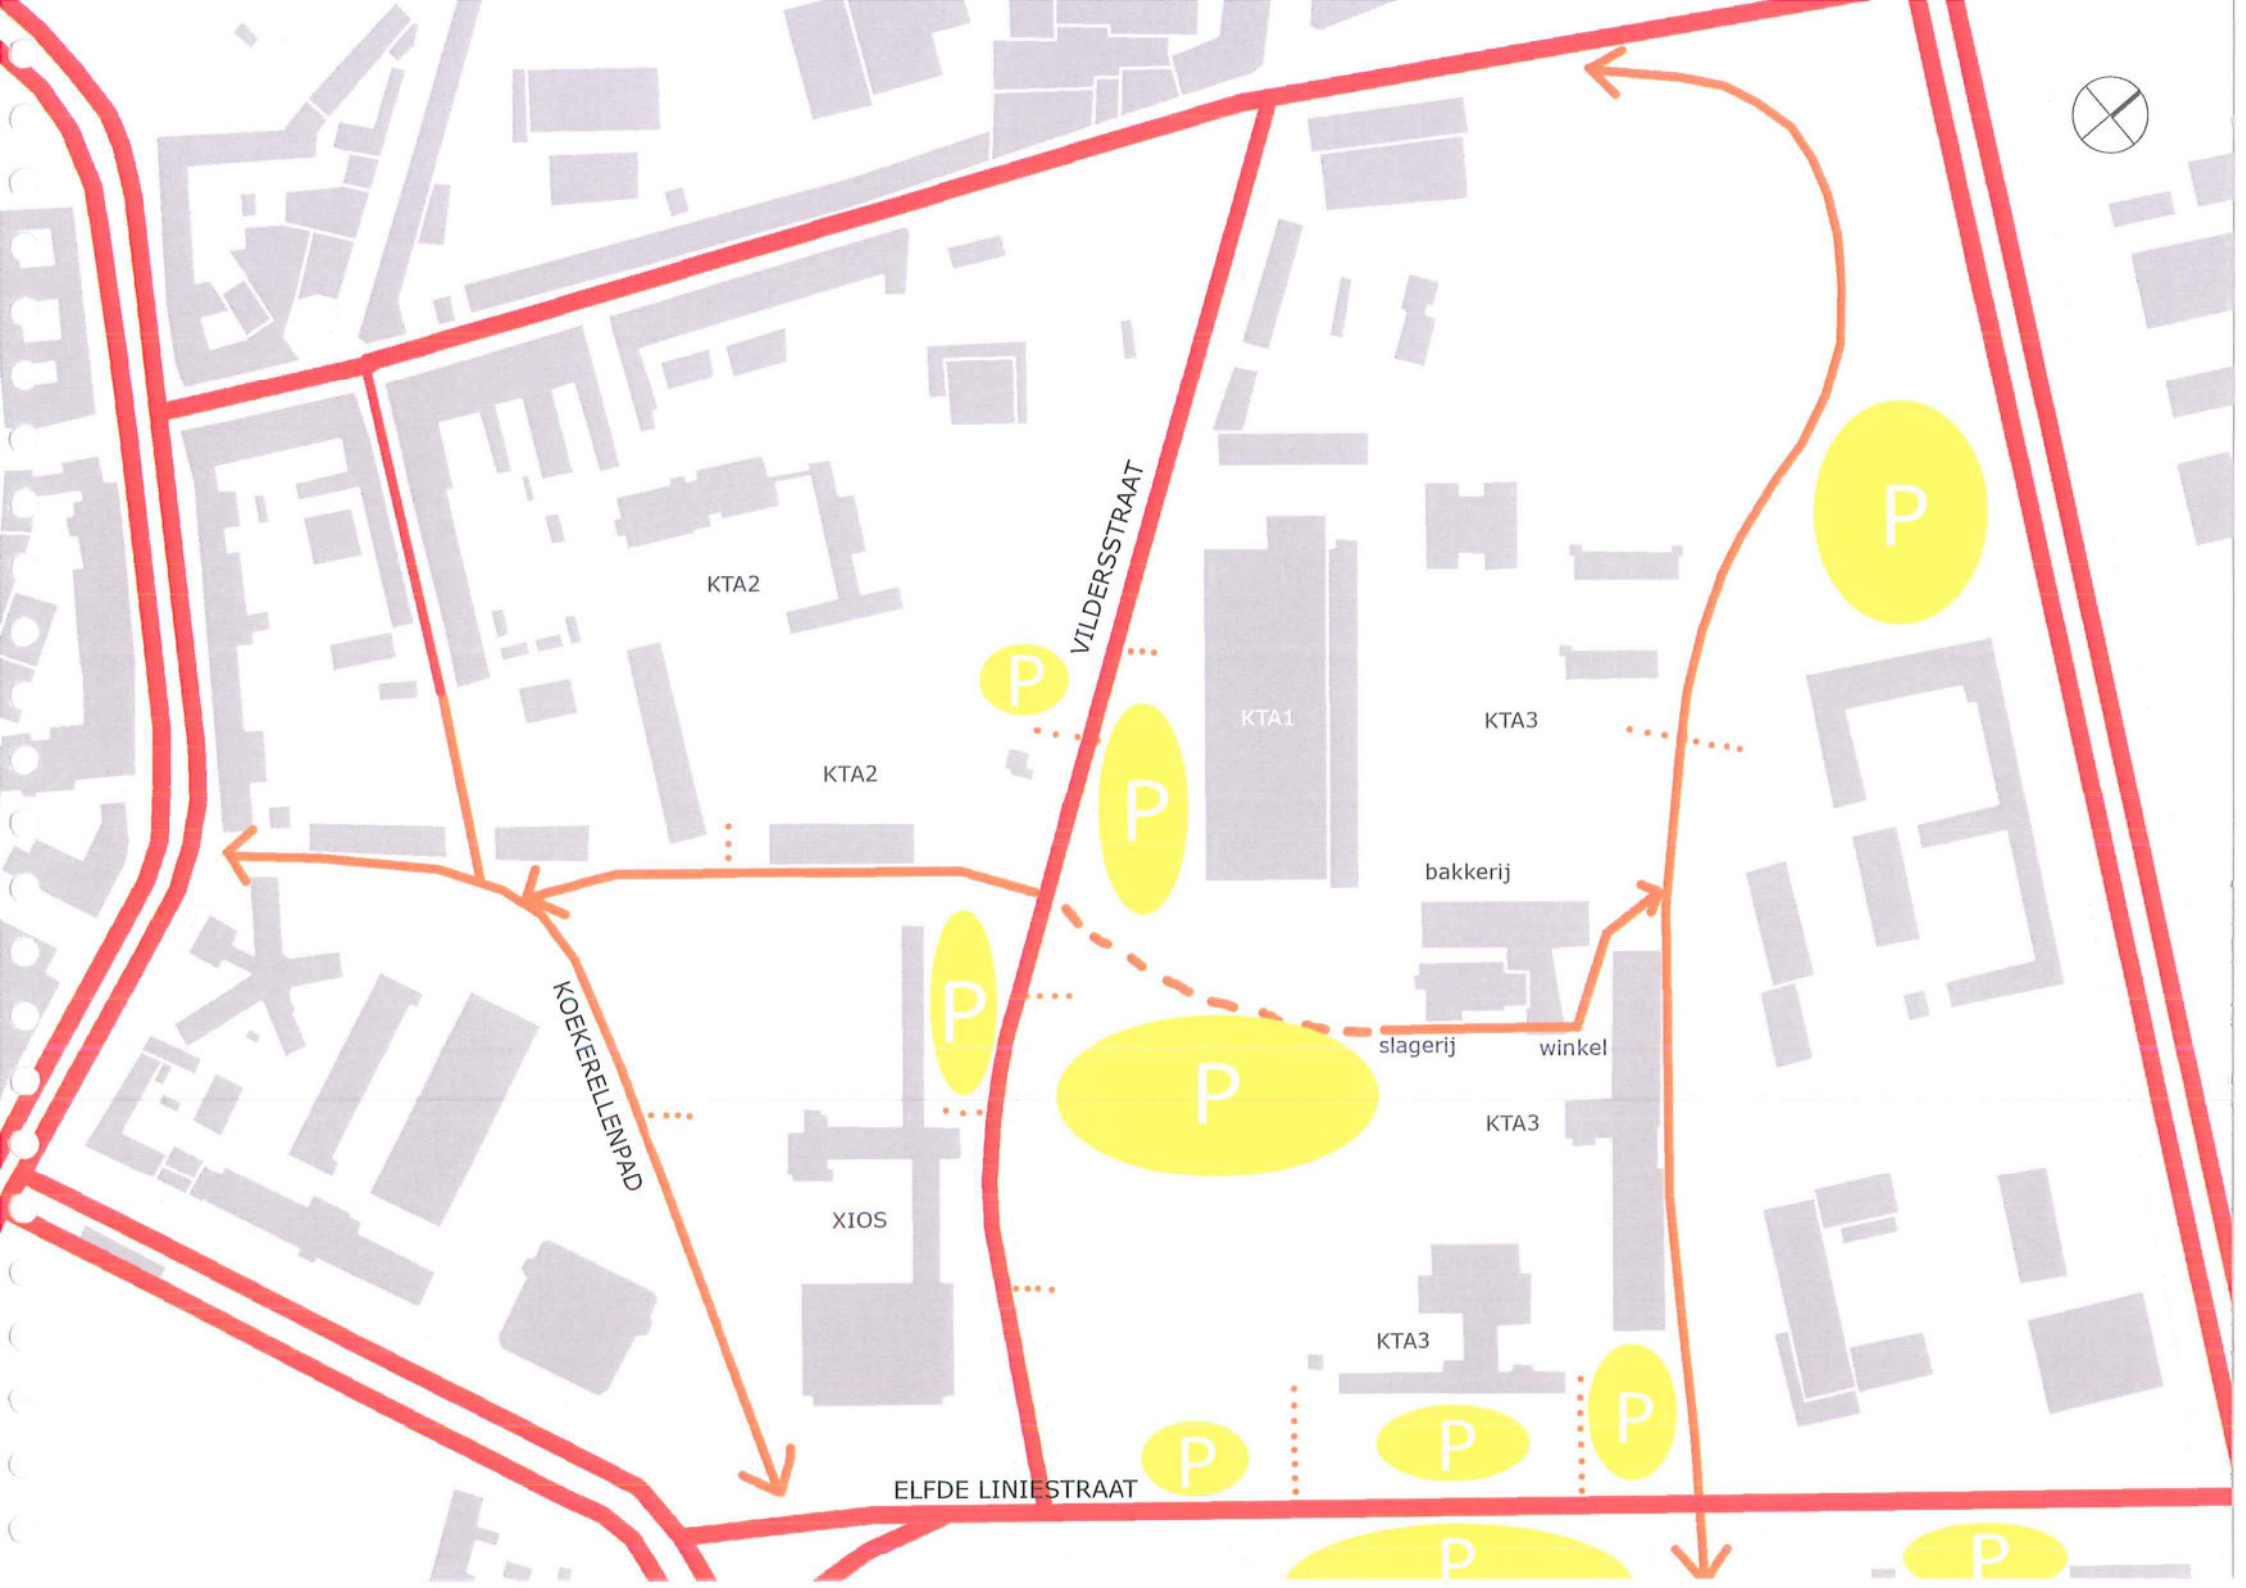 P
VILDERSSTRAAT
KTA2
P
KTA1
KTA3
KTA2
P
bakkerij
P
KOEKERELLENPAD
slagerij
winkel
P
KTA3
XIOS
KTA3
P
P
P
ELFDE LINIESTRAAT
P
P